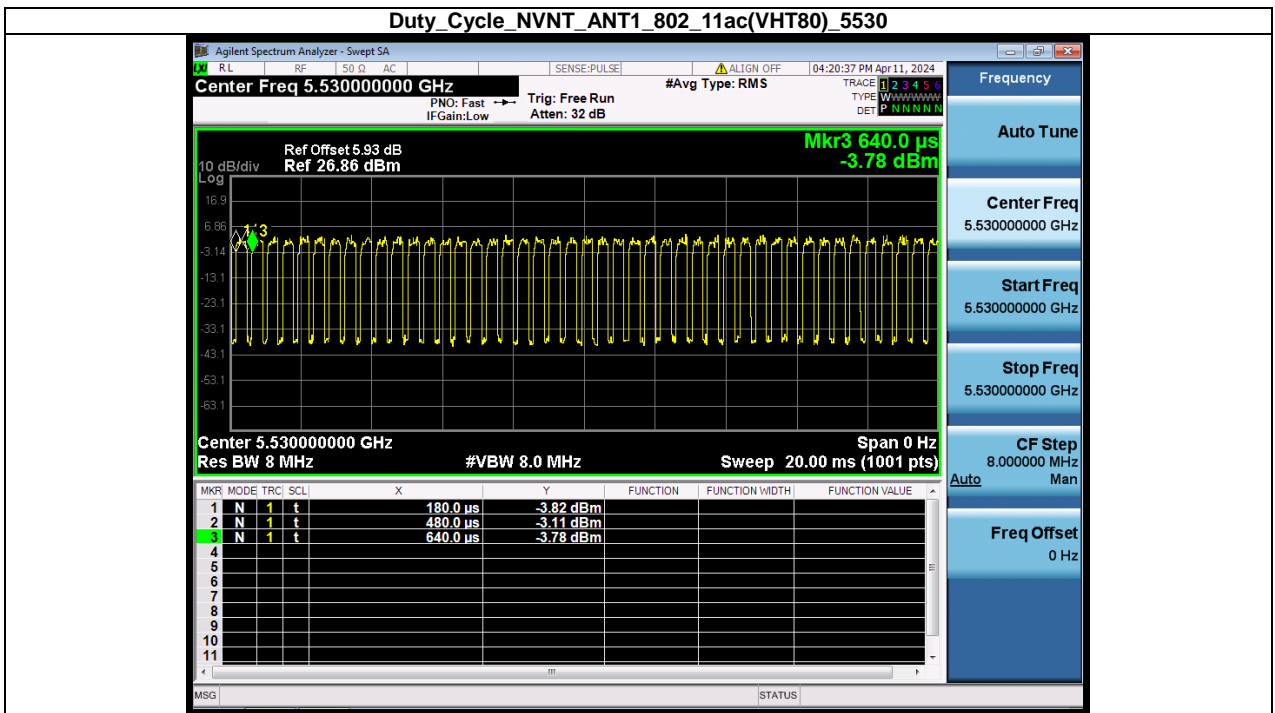 Duty_Cycle_NVNT_ANT1_802_11ac(VHT80)_5530
Agilent Spectrum Analyzer - Swept SA
LXI RL RF 50 Ω AC SENSE:PULSE ALIGN OFF 04:20:37 PM Apr 11, 2024
Center Freq 5.530000000 GHz #Avg Type: RMS TRACE 1 2 3 4 5 6
PNO: Fast Trig: Free Run TYPE WWWWWW
IFGain:Low Atten: 32 dB DET P N N N N N
Mkr3 640.0 µs
Ref Offset 5.93 dB
10 dB/div Ref 26.86 dBm -3.78 dBm
Log
16.9
6.86
-3.14
-13.1
-23.1
-33.1
-43.1
-53.1
-63.1
1 3
Center 5.530000000 GHz Span 0 Hz
Res BW 8 MHz #VBW 8.0 MHz Sweep 20.00 ms (1001 pts)
MKR MODE TRC SCL X Y FUNCTION FUNCTION WIDTH FUNCTION VALUE
1 N 1 t 180.0 µs -3.82 dBm
2 N 1 t 480.0 µs -3.11 dBm
3 N 1 t 640.0 µs -3.78 dBm
4
5
6
7
8
9
10
11
MSG STATUS
Frequency
Auto Tune
Center Freq
5.530000000 GHz
Start Freq
5.530000000 GHz
Stop Freq
5.530000000 GHz
CF Step
8.000000 MHz
Auto Man
Freq Offset
0 Hz